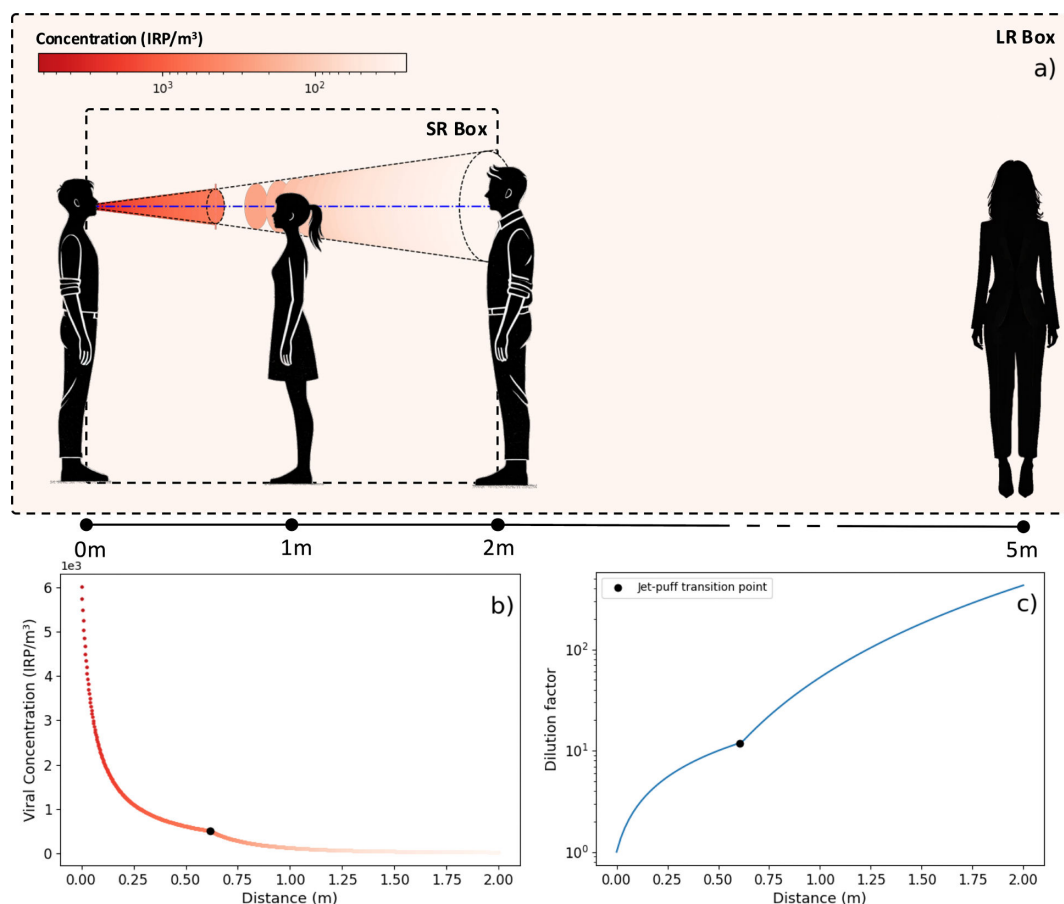 Concentration (IRP/m³)
10³
10²
LR Box
a)
SR Box
0m
1m
2m
5m
1e3
b)
6
5
4
3
2
1
0
Viral Concentration (IRP/m³)
0.00 0.25 0.50 0.75 1.00 1.25 1.50 1.75 2.00
Distance (m)
Jet-puff transition point
c)
10²
10¹
10⁰
Dilution factor
0.00 0.25 0.50 0.75 1.00 1.25 1.50 1.75 2.00
Distance (m)